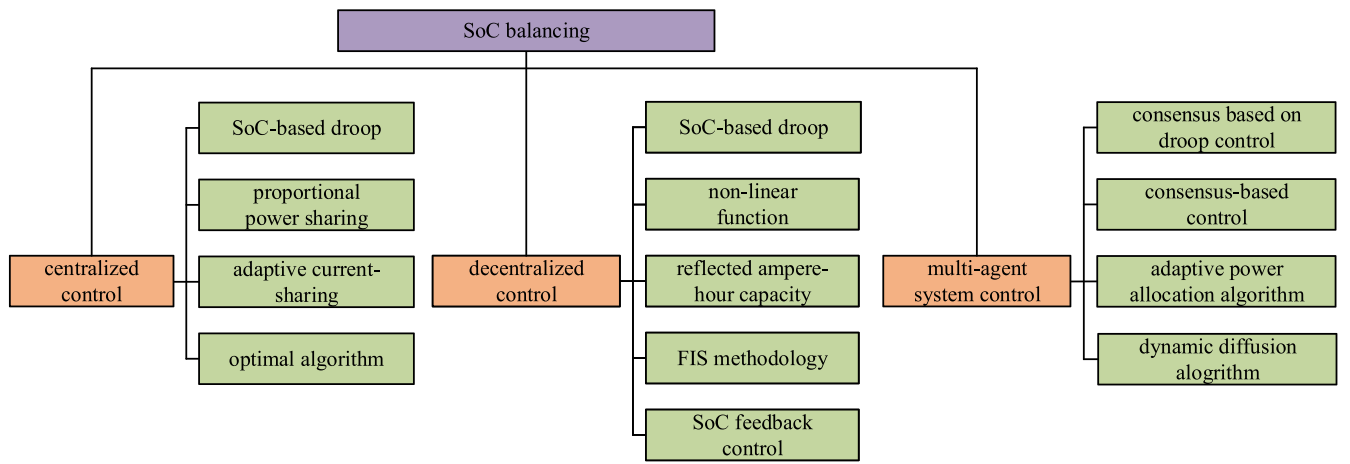 SoC balancing
centralized
control
SoC-based droop
proportional
power sharing
adaptive current-
sharing
optimal algorithm
decentralized
control
SoC-based droop
non-linear
function
reflected ampere-
hour capacity
FIS methodology
SoC feedback
control
multi-agent
system control
consensus based on
droop control
consensus-based
control
adaptive power
allocation algorithm
dynamic diffusion
alogrithm